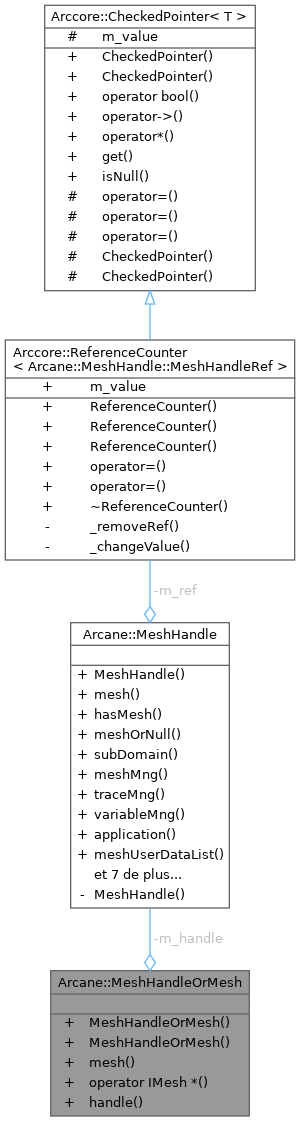 Arccore::CheckedPointer< T >
# m_value
+ CheckedPointer()
+ CheckedPointer()
+ operator bool()
+ operator->()
+ operator*()
+ get()
+ isNull()
# operator=()
# operator=()
# operator=()
# CheckedPointer()
# CheckedPointer()
Arccore::ReferenceCounter
< Arcane::MeshHandle::MeshHandleRef >
+ m_value
+ ReferenceCounter()
+ ReferenceCounter()
+ ReferenceCounter()
+ operator=()
+ operator=()
+ ~ReferenceCounter()
- _removeRef()
- _changeValue()
-m_ref
Arcane::MeshHandle
+ MeshHandle()
+ mesh()
+ hasMesh()
+ meshOrNull()
+ subDomain()
+ meshMng()
+ traceMng()
+ variableMng()
+ application()
+ meshUserDataList()
et 7 de plus...
- MeshHandle()
-m_handle
Arcane::MeshHandleOrMesh
+ MeshHandleOrMesh()
+ MeshHandleOrMesh()
+ mesh()
+ operator IMesh *()
+ handle()